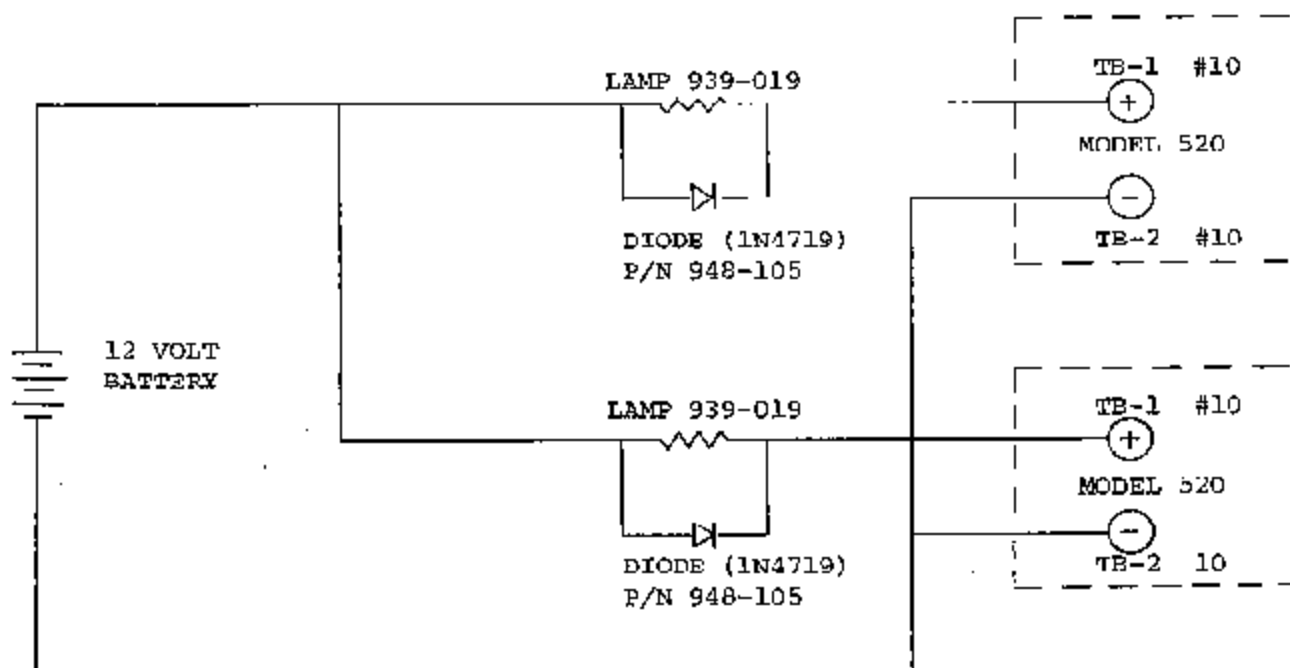 LAMP 939-019
TB-1 #10
+
MODEL 520
-
TB-2 #10
DIODE (1N4719)
P/N 948-105
12 VOLT
BATTERY
LAMP 939-019
TB-1 #10
+
MODEL 520
-
TB-2 10
DIODE (1N4719)
P/N 948-105